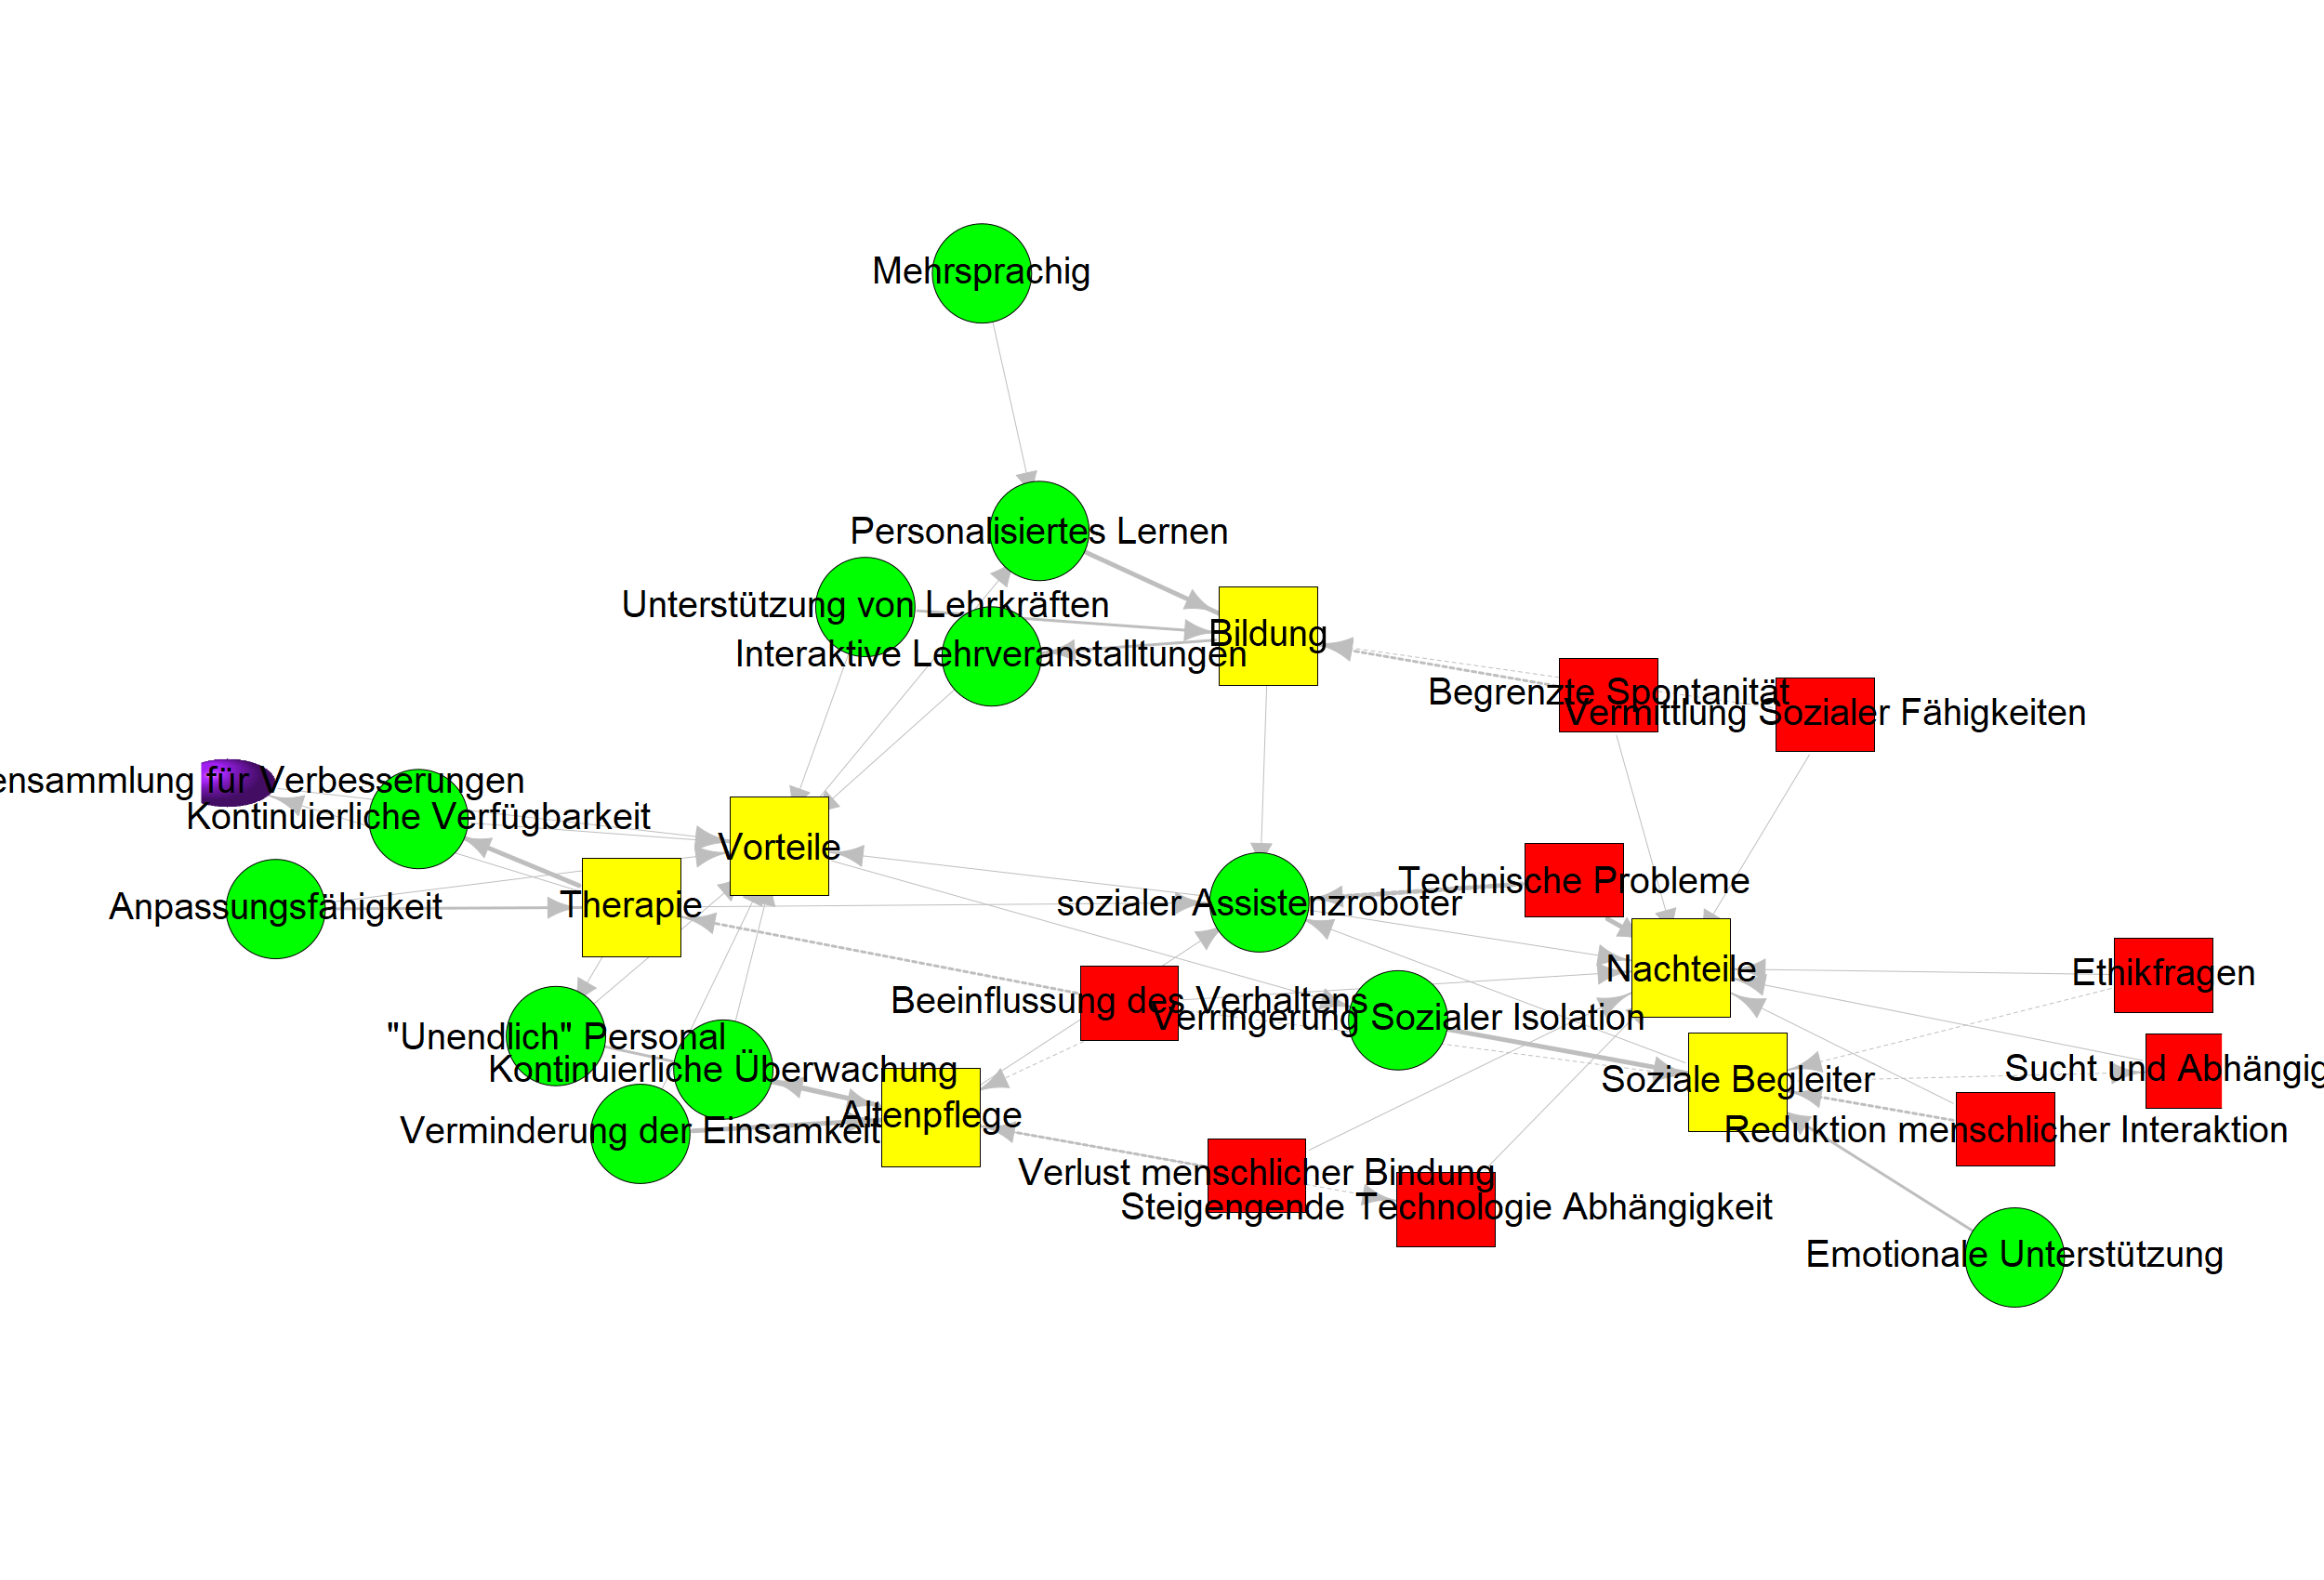 Mehrsprachig
Personalisiertes Lernen
Unterstützung von Lehrkräften
Bildung
Interaktive Lehrveranstalltungen
Begrenzte Spontanität
Vermittlung Sozialer Fähigkeiten
ensammlung für Verbesserungen
Kontinuierliche Verfügbarkeit
Vorteile
Technische Probleme
Anpassungsfähigkeit
Therapie
sozialer Assistenzroboter
Nachteile
Ethikfragen
Beeinflussung des Verhaltens
Verringerung Sozialer Isolation
"Unendlich" Personal
Kontinuierliche Überwachung
Soziale Begleiter
Sucht und Abhängig
Altenpflege
Verminderung der Einsamkeit
Reduktion menschlicher Interaktion
Verlust menschlicher Bindung
Steigengende Technologie Abhängigkeit
Emotionale Unterstützung